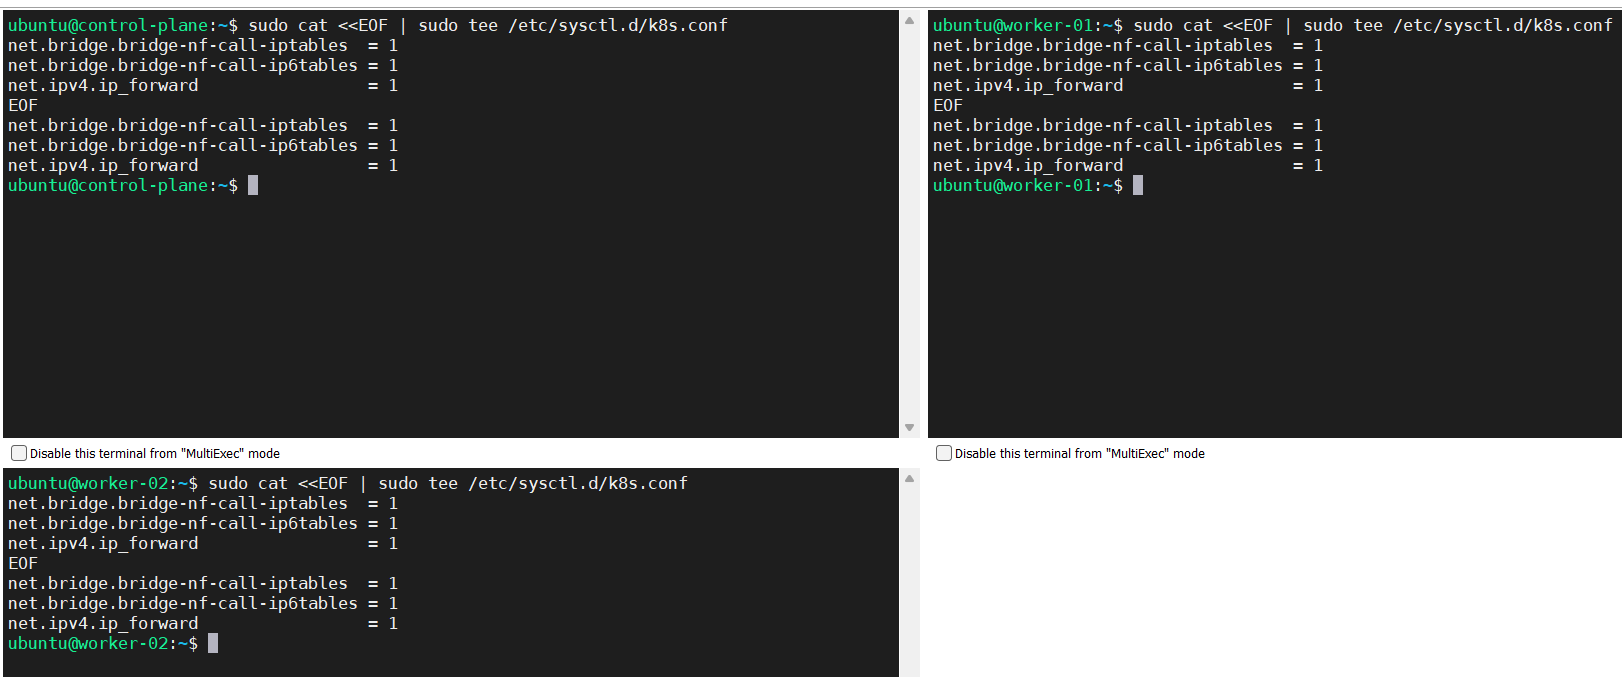 ubuntu@control-plane:~$ sudo cat <<EOF | sudo tee /etc/sysctl.d/k8s.conf
net.bridge.bridge-nf-call-iptables  = 1
net.bridge.bridge-nf-call-ip6tables = 1
net.ipv4.ip_forward                 = 1
EOF
net.bridge.bridge-nf-call-iptables  = 1
net.bridge.bridge-nf-call-ip6tables = 1
net.ipv4.ip_forward                 = 1
ubuntu@control-plane:~$
Disable this terminal from "MultiExec" mode
ubuntu@worker-01:~$ sudo cat <<EOF | sudo tee /etc/sysctl.d/k8s.conf
net.bridge.bridge-nf-call-iptables  = 1
net.bridge.bridge-nf-call-ip6tables = 1
net.ipv4.ip_forward                 = 1
EOF
net.bridge.bridge-nf-call-iptables  = 1
net.bridge.bridge-nf-call-ip6tables = 1
net.ipv4.ip_forward                 = 1
ubuntu@worker-01:~$
Disable this terminal from "MultiExec" mode
ubuntu@worker-02:~$ sudo cat <<EOF | sudo tee /etc/sysctl.d/k8s.conf
net.bridge.bridge-nf-call-iptables  = 1
net.bridge.bridge-nf-call-ip6tables = 1
net.ipv4.ip_forward                 = 1
EOF
net.bridge.bridge-nf-call-iptables  = 1
net.bridge.bridge-nf-call-ip6tables = 1
net.ipv4.ip_forward                 = 1
ubuntu@worker-02:~$